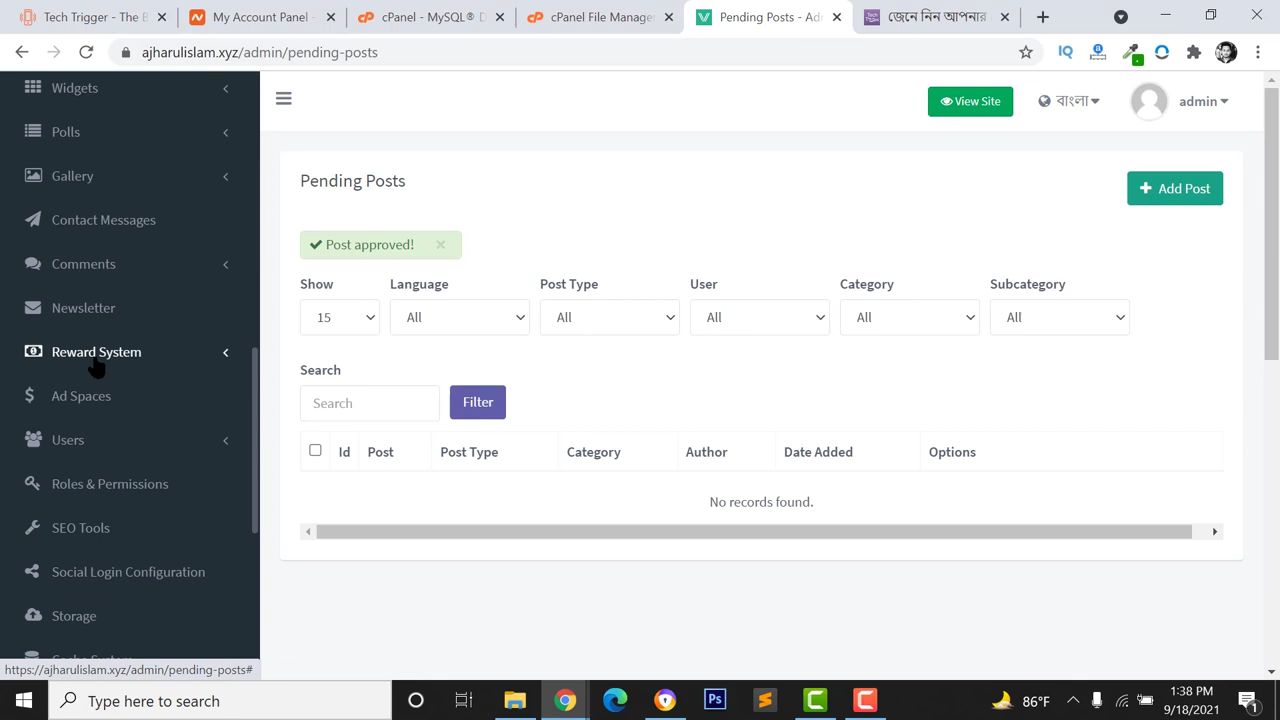 Tech Trigger - The B
My Account Panel -
cPanel - MySQL® D
cPanel File Manage
Pending Posts - Ad
জেনে নিন আপনার
ajharulislam.xyz/admin/pending-posts
Widgets
Polls
Gallery
Contact Messages
Comments
Newsletter
Reward System
Ad Spaces
Users
Roles & Permissions
SEO Tools
Social Login Configuration
Storage
View Site
বাংলা
admin
Pending Posts
Add Post
Post approved!
Show Language Post Type User Category Subcategory
15 All All All All All
Search
Search Filter
Id Post Post Type Category Author Date Added Options
No records found.
https://ajharulislam.xyz/admin/pending-posts#
Type here to search
86°F
1:38 PM
9/18/2021